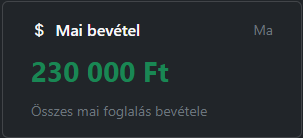 $ Mai bevétel Ma
230 000 Ft
Összes mai foglalás bevétele